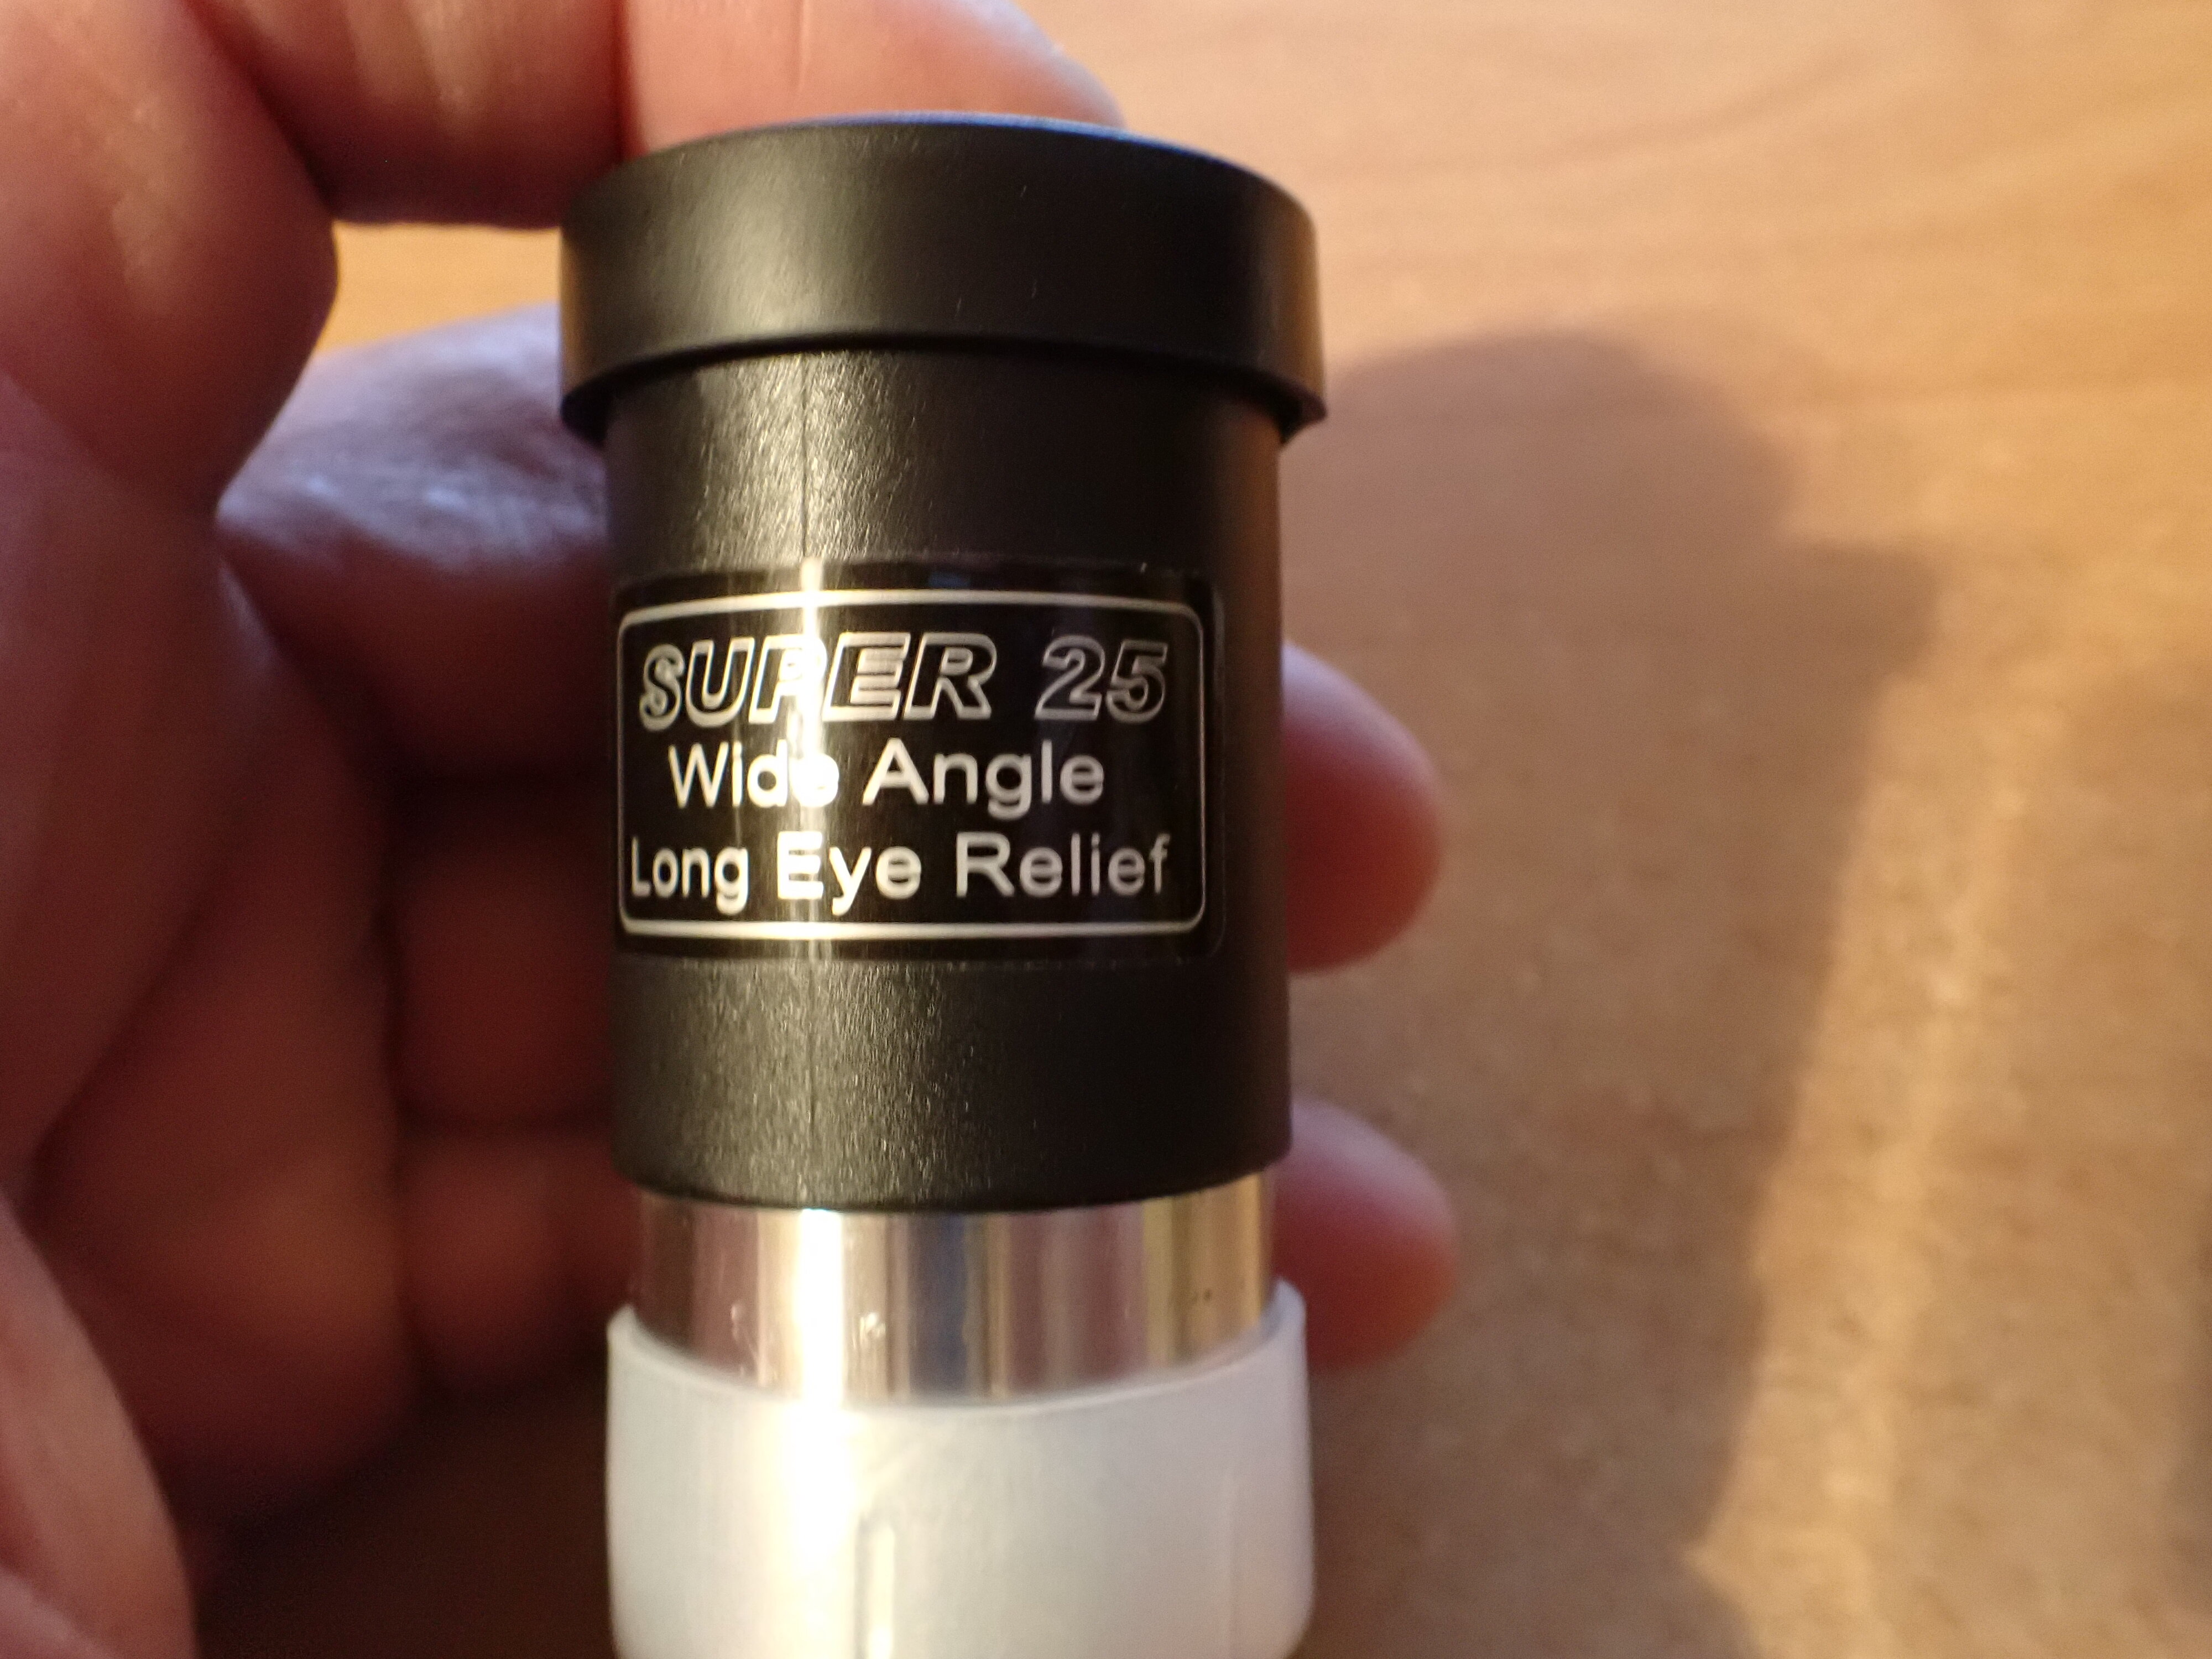 SUPER 25
Wide Angle
Long Eye Relief